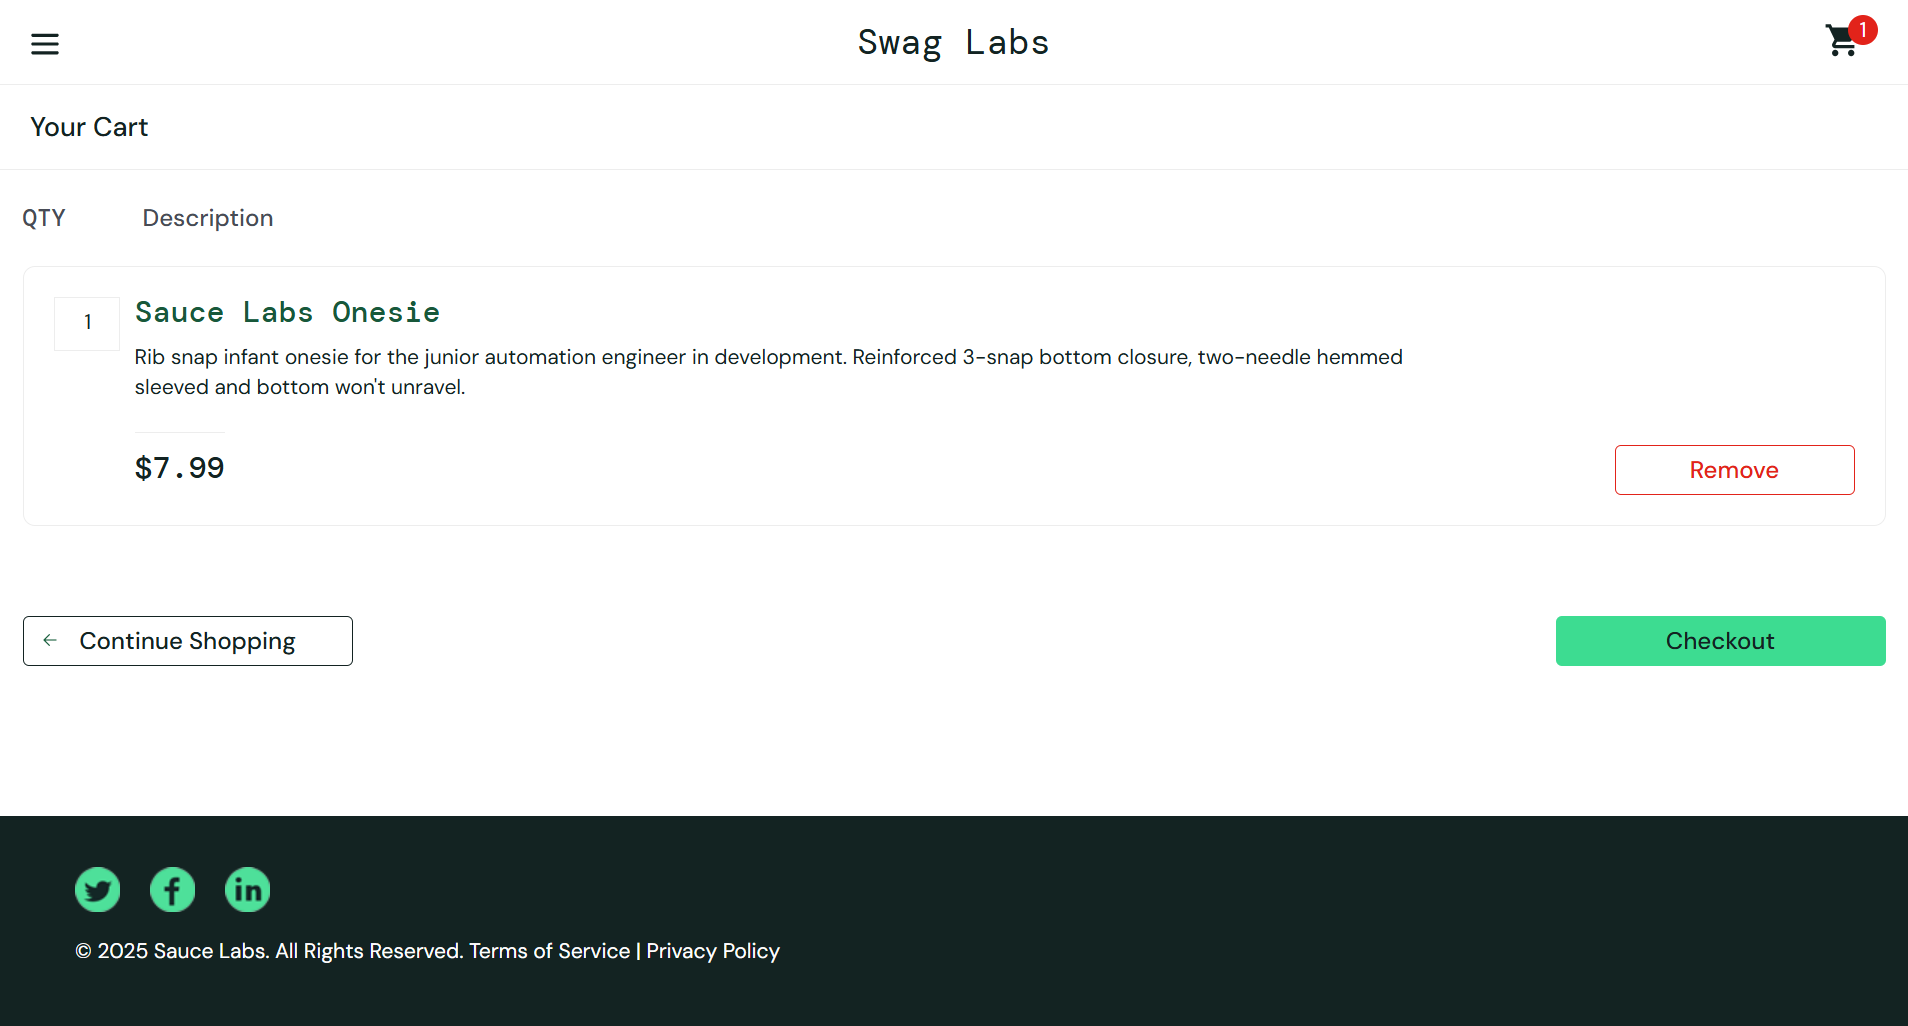 Swag Labs
1
Your Cart
QTY Description
1
Sauce Labs Onesie
Rib snap infant onesie for the junior automation engineer in development. Reinforced 3-snap bottom closure, two-needle hemmed
sleeved and bottom won't unravel.
$7.99
Remove
Continue Shopping
Checkout
© 2025 Sauce Labs. All Rights Reserved. Terms of Service | Privacy Policy